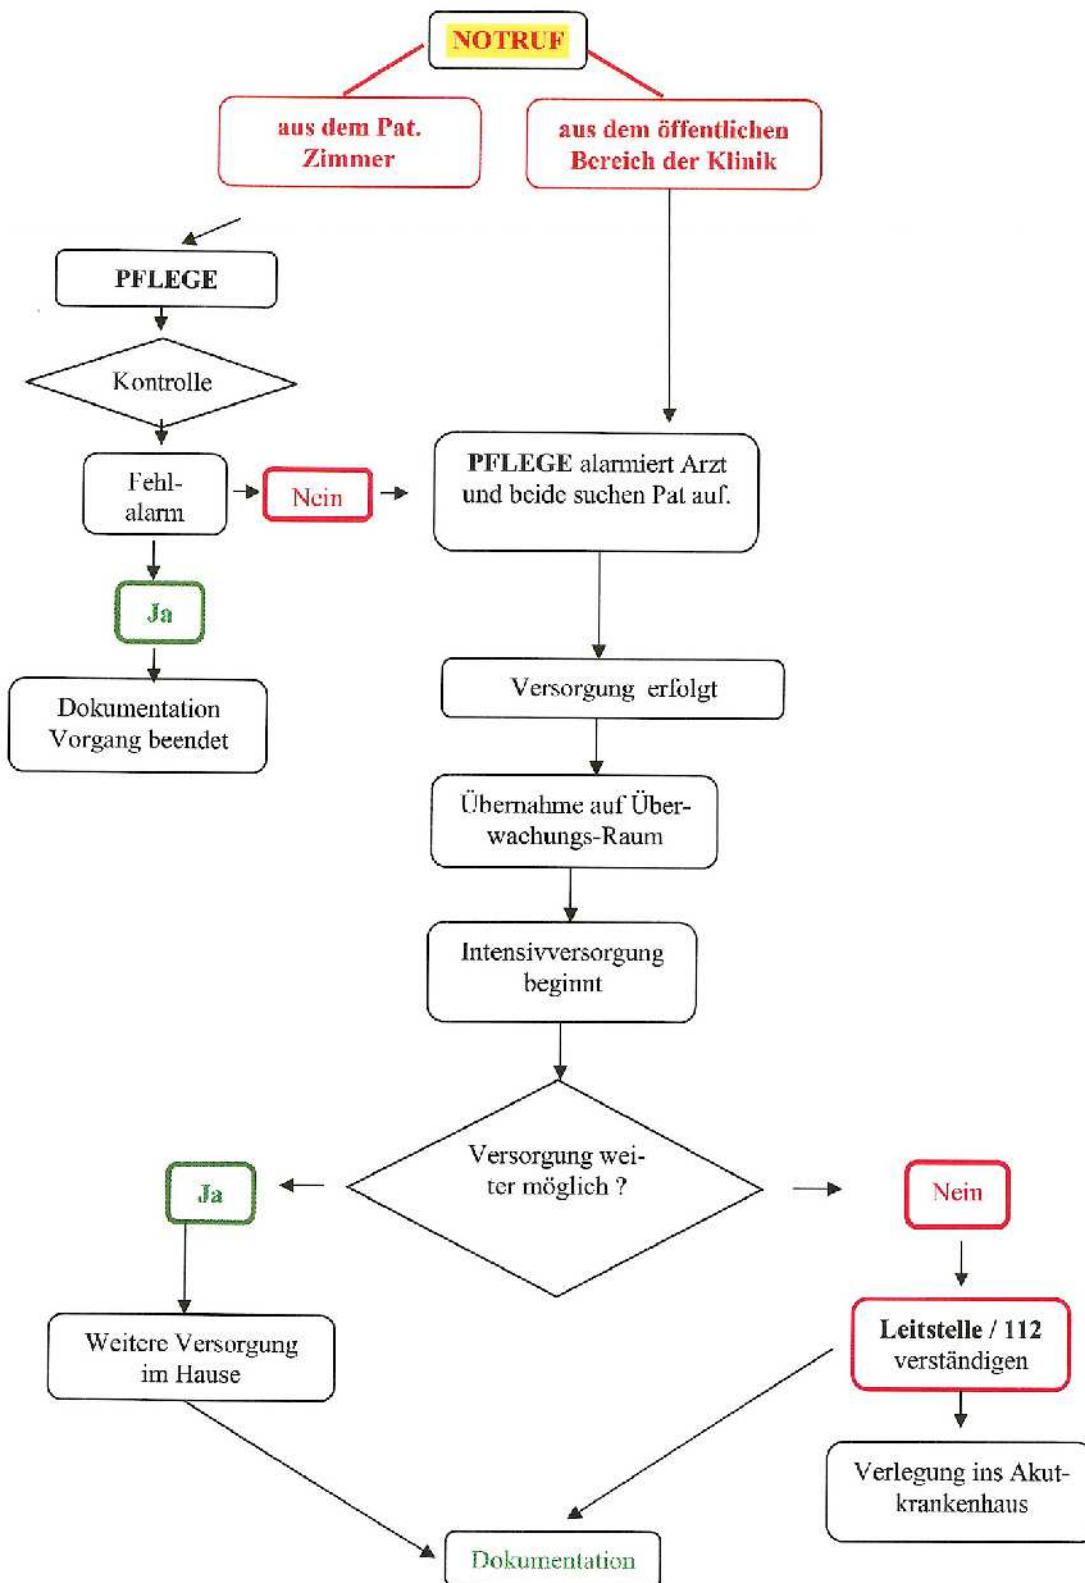 NOTRUF
aus dem Pat.
Zimmer
aus dem öffentlichen
Bereich der Klinik
PFLEGE
Kontrolle
Fehl-
alarm
Nein
PFLEGE alarmiert Arzt
und beide suchen Pat auf.
Ja
Dokumentation
Vorgang beendet
Versorgung erfolgt
Übernahme auf Über-
wachungs-Raum
Intensivversorgung
beginnt
Versorgung wei-
ter möglich ?
Ja
Nein
Weitere Versorgung
im Hause
Leitstelle / 112
verständigen
Verlegung ins Akut-
krankenhaus
Dokumentation